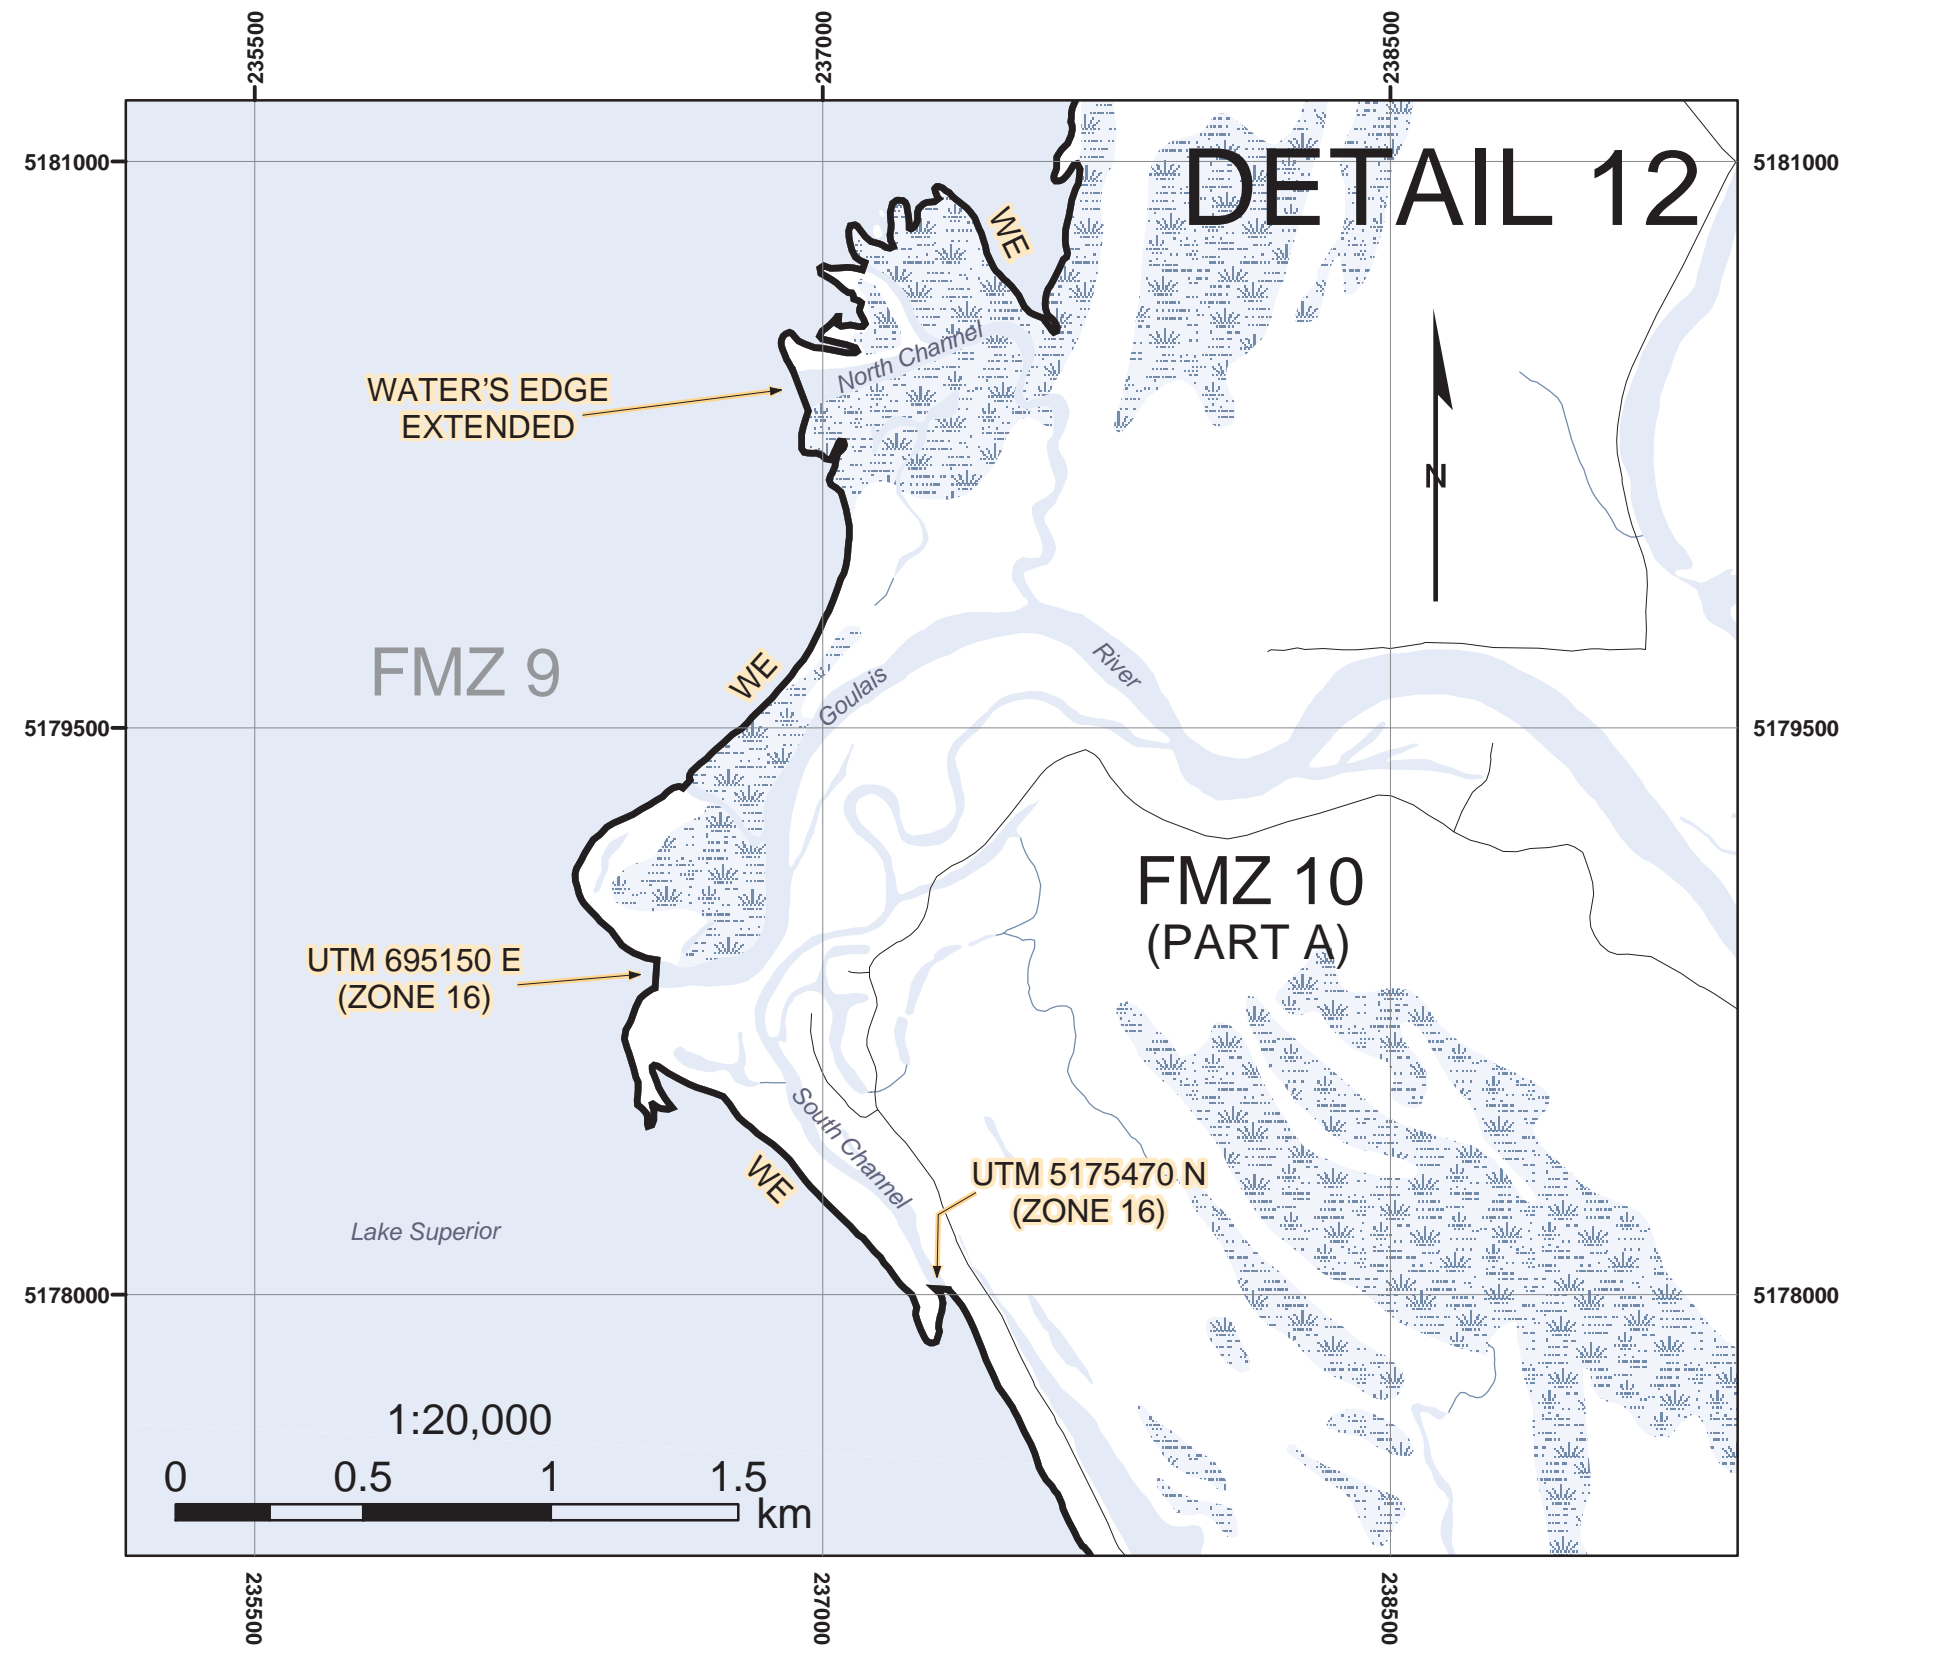 235500
237000
238500
5181000
5181000
DETAIL 12
WE
North Channel
WATER’S EDGE
EXTENDED
N
FMZ 9
WE
Goulais
River
5179500
5179500
FMZ 10
(PART A)
UTM 695150 E
(ZONE 16)
South Channel
WE
UTM 5175470 N
(ZONE 16)
Lake Superior
5178000
5178000
1:20,000
0 0.5 1 1.5
km
235500
237000
238500